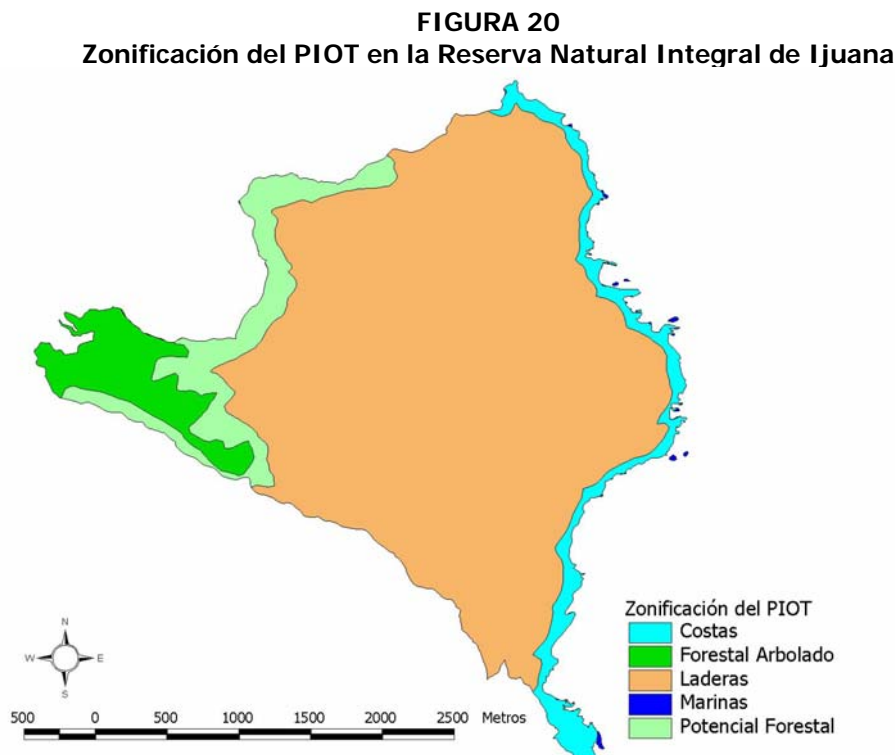 FIGURA 20
Zonificación del PIOT en la Reserva Natural Integral de Ijuana
Zonificación del PIOT
Costas
Forestal Arbolado
Laderas
Marinas
Potencial Forestal
N
W E
S
500 0 500 1000 1500 2000 2500 Metros